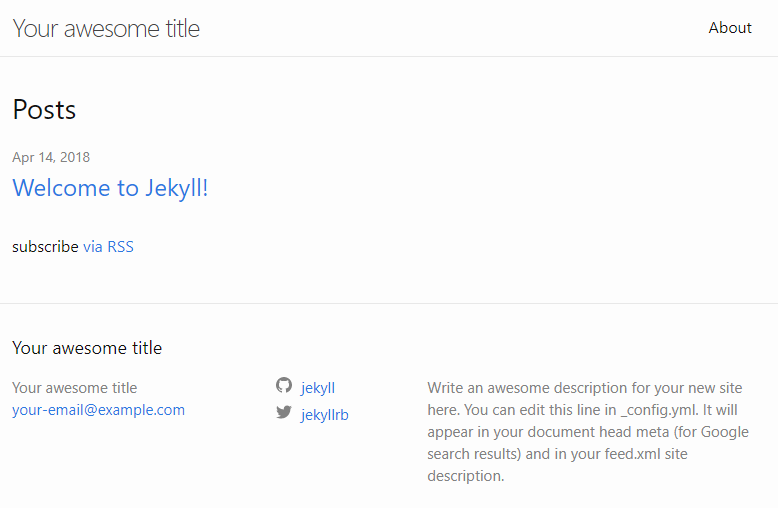 Your awesome title
About
Posts
Apr 14, 2018
Welcome to Jekyll!
subscribe via RSS
Your awesome title
Your awesome title
your-email@example.com
jekyll
jekyllrb
Write an awesome description for your new site
here. You can edit this line in _config.yml. It will
appear in your document head meta (for Google
search results) and in your feed.xml site
description.